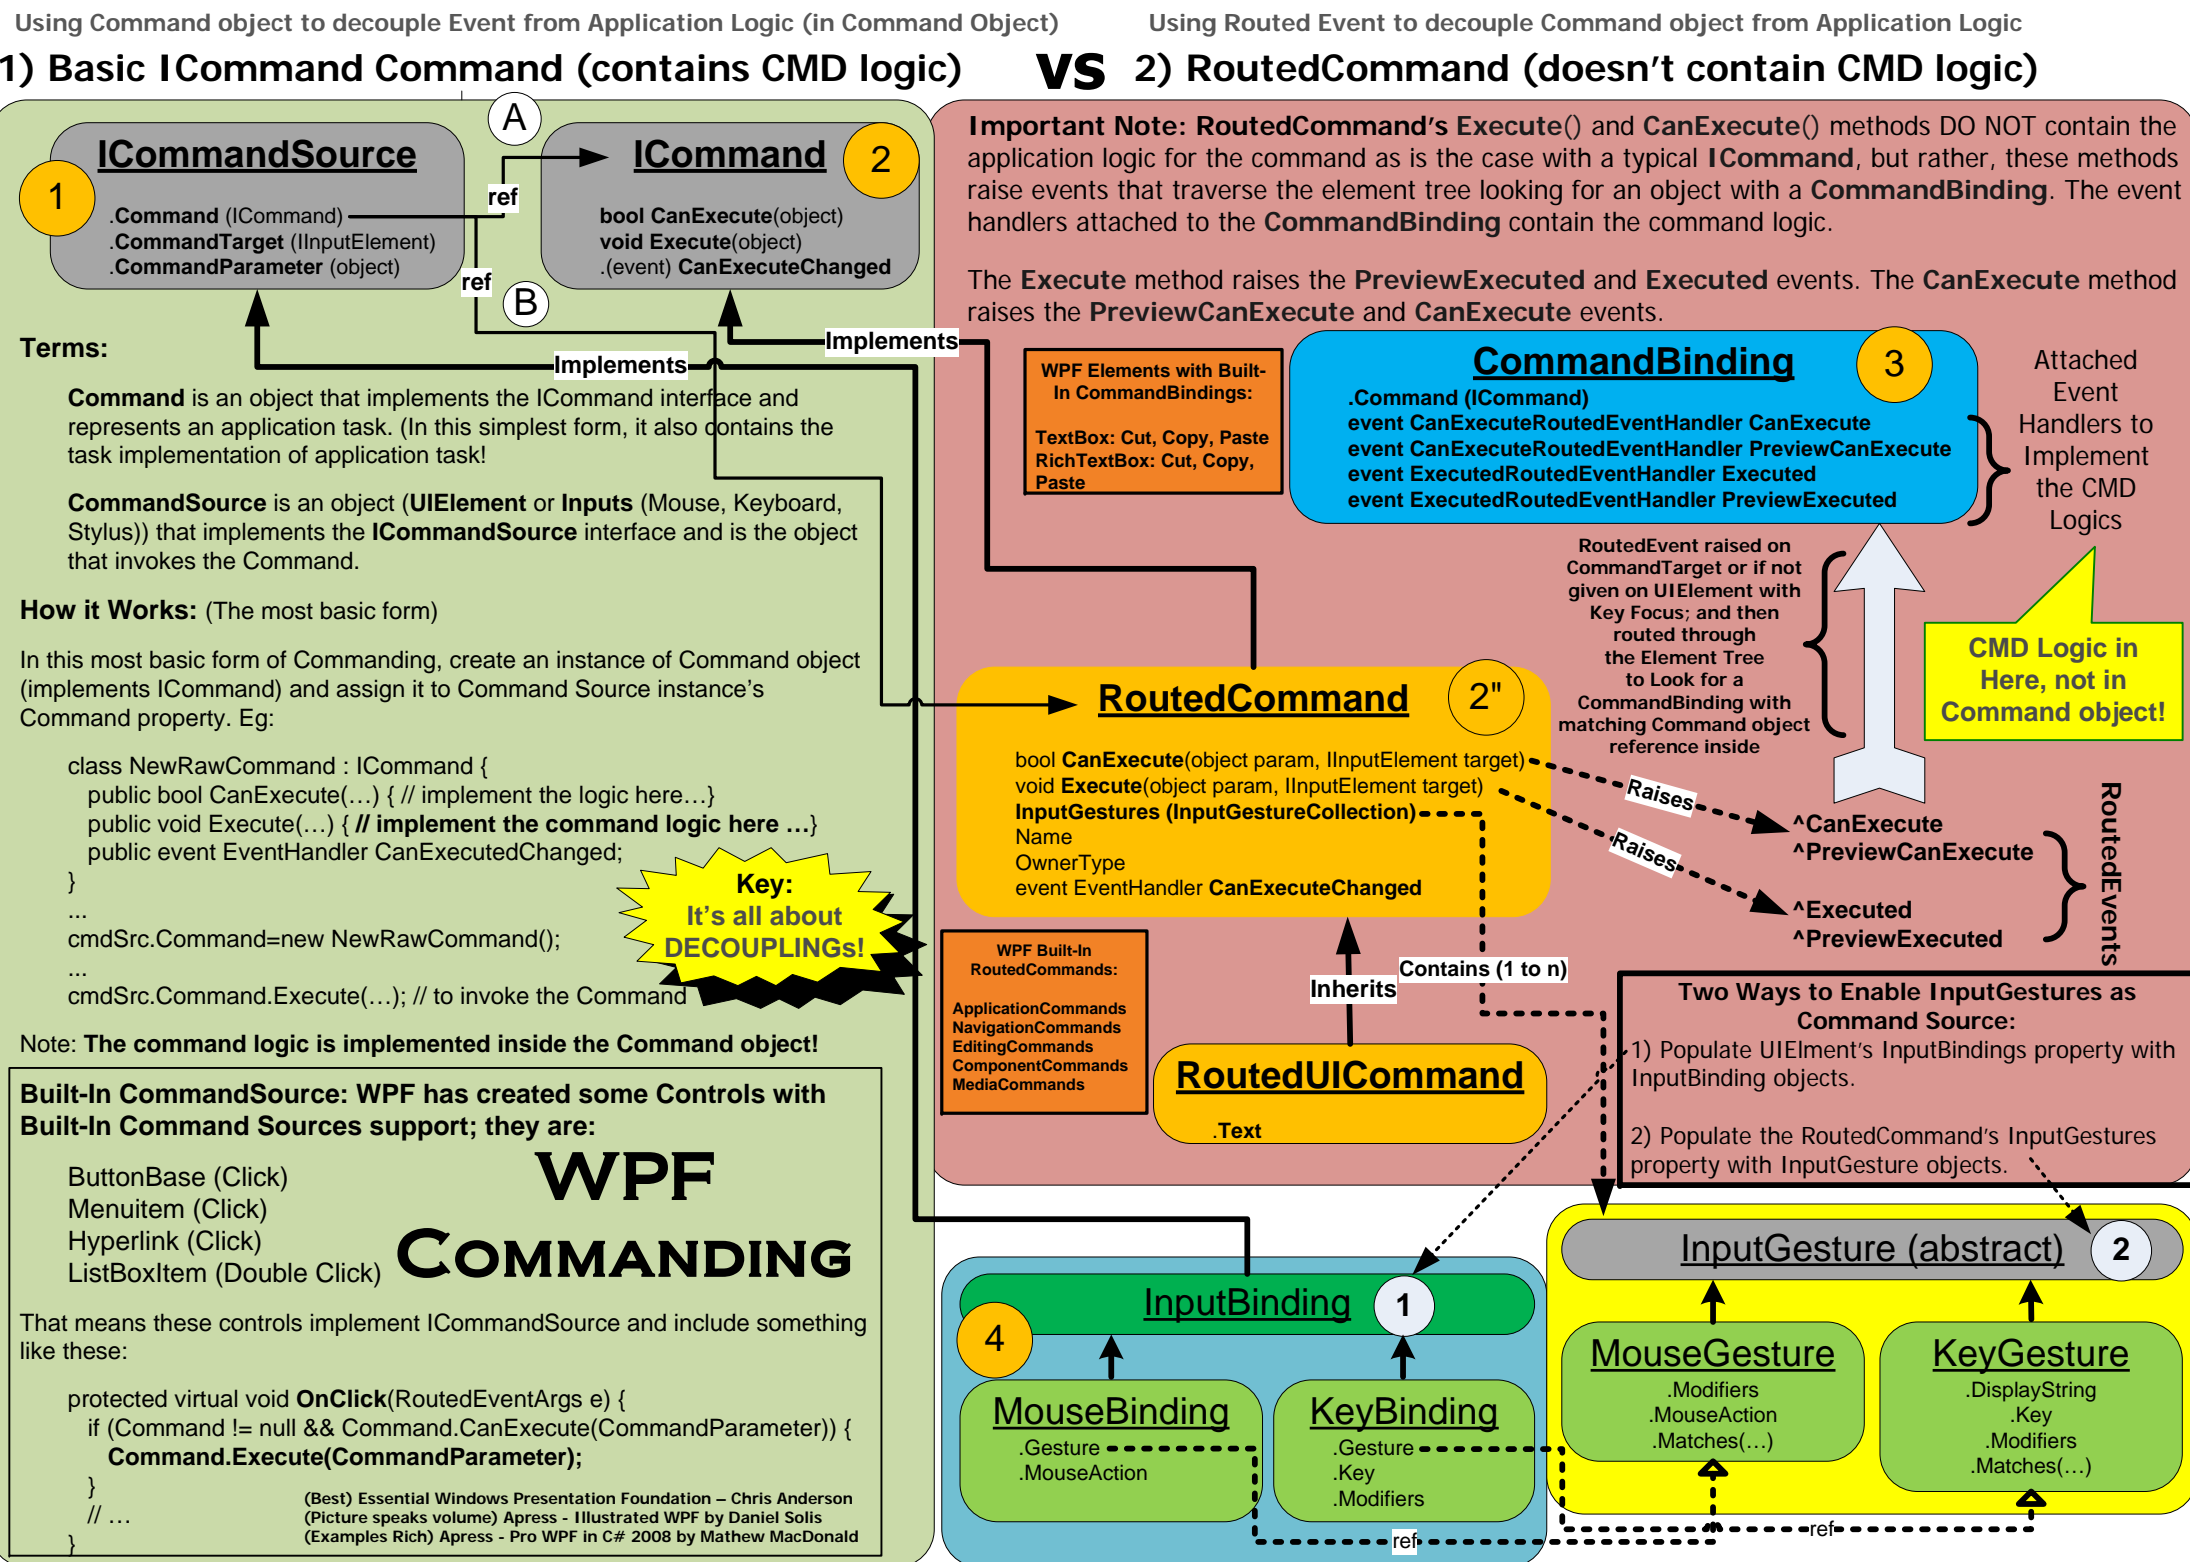 Using Command object to decouple Event from Application Logic (in Command Object)
Using Routed Event to decouple Command object from Application Logic
1) Basic ICommand Command (contains CMD logic)
VS
2) RoutedCommand (doesn't contain CMD logic)
A
ICommandSource
1
.Command (ICommand)
.CommandTarget (IInputElement)
.CommandParameter (object)
ref
ref
B
ICommand
2
bool CanExecute(object)
void Execute(object)
.(event) CanExecuteChanged
Implements
Implements
Terms:
Command is an object that implements the ICommand interface and
represents an application task. (In this simplest form, it also contains the
task implementation of application task!
CommandSource is an object (UIElement or Inputs (Mouse, Keyboard,
Stylus)) that implements the ICommandSource interface and is the object
that invokes the Command.
How it Works: (The most basic form)
In this most basic form of Commanding, create an instance of Command object
(implements ICommand) and assign it to Command Source instance's
Command property. Eg:
class NewRawCommand : ICommand {
public bool CanExecute(…) { // implement the logic here…}
public void Execute(…) { // implement the command logic here …}
public event EventHandler CanExecutedChanged;
}
...
cmdSrc.Command=new NewRawCommand();
...
cmdSrc.Command.Execute(…); // to invoke the Command
Key:
It's all about
DECOUPLINGs!
Note: The command logic is implemented inside the Command object!
Built-In CommandSource: WPF has created some Controls with
Built-In Command Sources support; they are:
ButtonBase (Click)
Menuitem (Click)
Hyperlink (Click)
ListBoxItem (Double Click)
WPF
COMMANDING
That means these controls implement ICommandSource and include something
like these:
protected virtual void OnClick(RoutedEventArgs e) {
if (Command != null && Command.CanExecute(CommandParameter)) {
Command.Execute(CommandParameter);
}
// …
}
(Best) Essential Windows Presentation Foundation – Chris Anderson
(Picture speaks volume) Apress - Illustrated WPF by Daniel Solis
(Examples Rich) Apress - Pro WPF in C# 2008 by Mathew MacDonald
Important Note: RoutedCommand's Execute() and CanExecute() methods DO NOT contain the
application logic for the command as is the case with a typical ICommand, but rather, these methods
raise events that traverse the element tree looking for an object with a CommandBinding. The event
handlers attached to the CommandBinding contain the command logic.
The Execute method raises the PreviewExecuted and Executed events. The CanExecute method
raises the PreviewCanExecute and CanExecute events.
WPF Elements with Built-
In CommandBindings:
TextBox: Cut, Copy, Paste
RichTextBox: Cut, Copy,
Paste
CommandBinding
3
.Command (ICommand)
event CanExecuteRoutedEventHandler CanExecute
event CanExecuteRoutedEventHandler PreviewCanExecute
event ExecutedRoutedEventHandler Executed
event ExecutedRoutedEventHandler PreviewExecuted
Attached
Event
Handlers to
Implement
the CMD
Logics
RoutedEvent raised on
CommandTarget or if not
given on UIElement with
Key Focus; and then
routed through
the Element Tree
to Look for a
CommandBinding with
matching Command object
reference inside
CMD Logic in
Here, not in
Command object!
RoutedCommand
2"
bool CanExecute(object param, IInputElement target)
void Execute(object param, IInputElement target)
InputGestures (InputGestureCollection)
Name
OwnerType
event EventHandler CanExecuteChanged
Raises
Raises
^CanExecute
^PreviewCanExecute
^Executed
^PreviewExecuted
RoutedEvents
WPF Built-In
RoutedCommands:
ApplicationCommands
NavigationCommands
EditingCommands
ComponentCommands
MediaCommands
Inherits
Contains (1 to n)
RoutedUICommand
.Text
Two Ways to Enable InputGestures as
Command Source:
1) Populate UIElment's InputBindings property with
InputBinding objects.
2) Populate the RoutedCommand's InputGestures
property with InputGesture objects.
InputBinding
1
4
MouseBinding
.Gesture
.MouseAction
KeyBinding
.Gesture
.Key
.Modifiers
ref
InputGesture (abstract)
2
MouseGesture
.Modifiers
.MouseAction
.Matches(…)
KeyGesture
.DisplayString
.Key
.Modifiers
.Matches(…)
ref